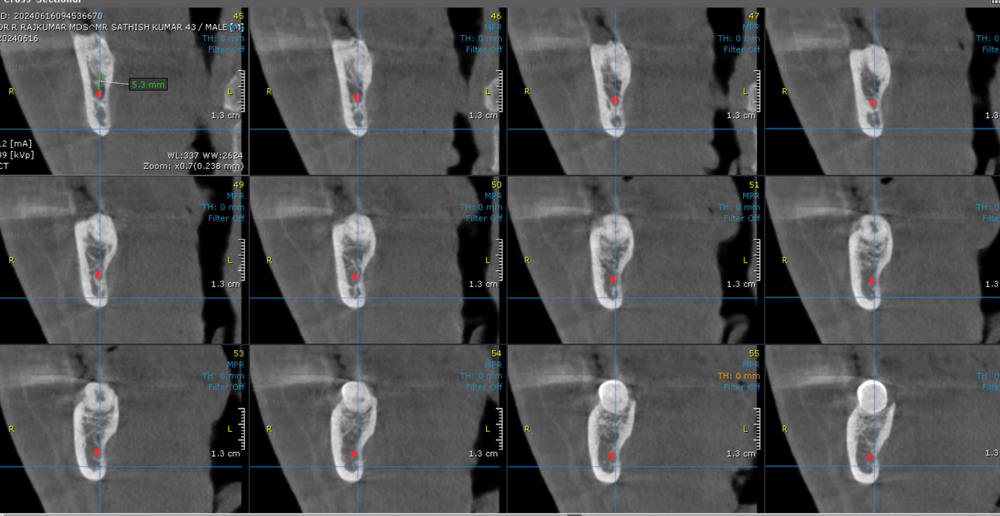 Cross-Sectional
D: 20240616094536670
OR R RAJKUMAR MDS^MR SATHISH KUMAR 43 / MALE [M]
20240616
45
TH: 0 mm
Filter Off
5.3 mm
R
L
1.3 cm
.2 [mA]
39 [kVp]
CT
WL:337 WW:2624
Zoom: x0.7(0.238 mm)
46
MPR
TH: 0 mm
Filter Off
R
L
1.3 cm
47
MPR
TH: 0 mm
Filter Off
R
L
1.3 cm
MPR
TH: 0
Filte
R
1.3
49
MPR
TH: 0 mm
Filter Off
R
L
1.3 cm
50
MPR
TH: 0 mm
Filter Off
R
L
1.3 cm
51
MPR
TH: 0 mm
Filter Off
R
L
1.3 cm
TH: 0
Filte
R
1.3
53
MPR
TH: 0 mm
Filter Off
R
L
1.3 cm
54
MPR
TH: 0 mm
Filter Off
R
L
1.3 cm
55
MPR
TH: 0 mm
Filter Off
R
L
1.3 cm
TH: 0
Filte
R
1.3